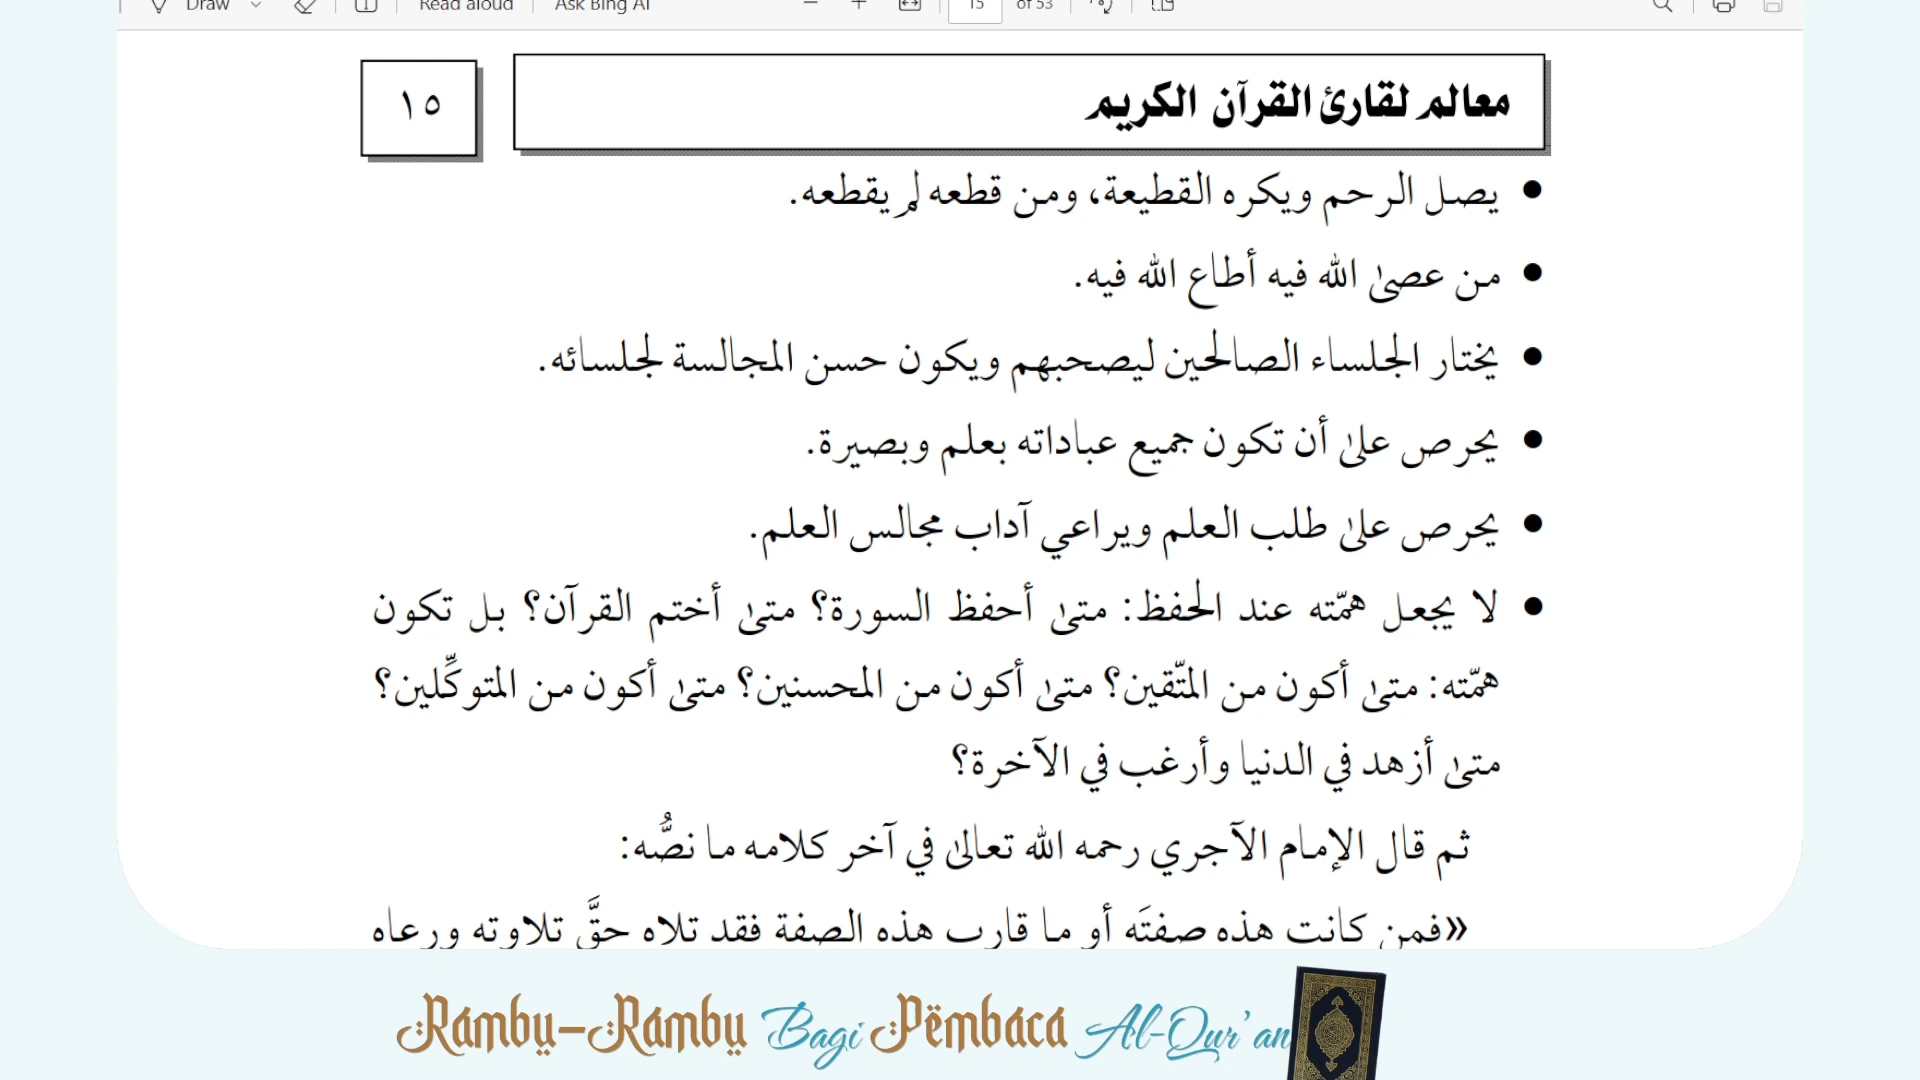 Draw
Read aloud
Ask Bing AI
15
of 53
معالم لقارئ القرآن الكريم
١٥
● يصل الرحم ويكره القطيعة، ومن قطعه لم يقطعه.
● من عصىٰ الله فيه أطاع الله فيه.
● يختار الجلساء الصالحين ليصحبهم ويكون حسن المجالسة لجلسائه.
● يحرص علىٰ أن تكون جميع عباداته بعلم وبصيرة.
● يحرص علىٰ طلب العلم ويراعي آداب مجالس العلم.
● لا يجعل همّته عند الحفظ: متىٰ أحفظ السورة؟ متىٰ أختم القرآن؟ بل تكون
همّته: متىٰ أكون من المتّقين؟ متىٰ أكون من المحسنين؟ متىٰ أكون من المتوكِّلين؟
متىٰ أزهد في الدنيا وأرغب في الآخرة؟
ثم قال الإمام الآجري رحمه الله تعالىٰ في آخر كلامه ما نصُّه:
«فمن كانت هذه صفتَه أو ما قارب هذه الصفة فقد تلاه حقَّ تلاوته ورعاه
Rambu-Rambu Bagi Pembaca Al-Qur'an